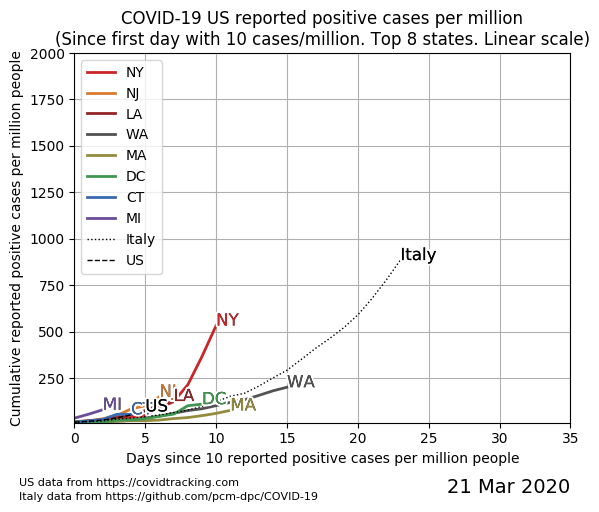 COVID-19 US reported positive cases per million
(Since first day with 10 cases/million. Top 8 states. Linear scale)
Cumulative reported positive cases per million people
2000
1750
1500
1250
1000
750
500
250
NY
NJ
LA
WA
MA
DC
CT
MI
Italy
US
Italy
NY
WA
NJ
LA
DC
MA
MI
US
0
5
10
15
20
25
30
35
Days since 10 reported positive cases per million people
US data from https://covidtracking.com
Italy data from https://github.com/pcm-dpc/COVID-19
21 Mar 2020